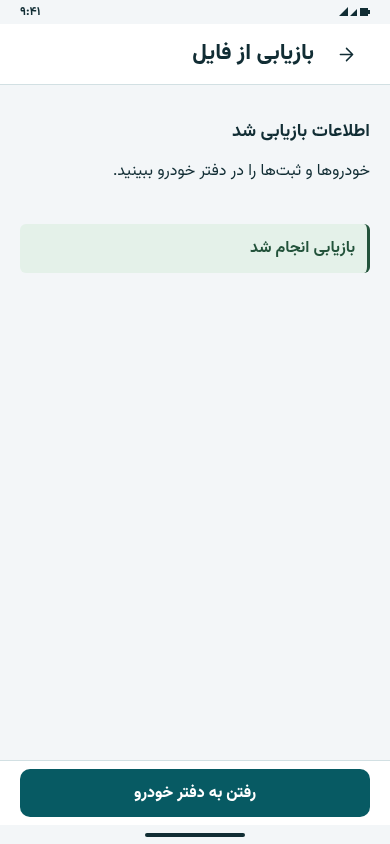 ۹:۴۱
بازیابی از فایل
اطلاعات بازیابی شد
خودروها و ثبت‌ها را در دفتر خودرو ببینید.
بازیابی انجام شد
رفتن به دفتر خودرو